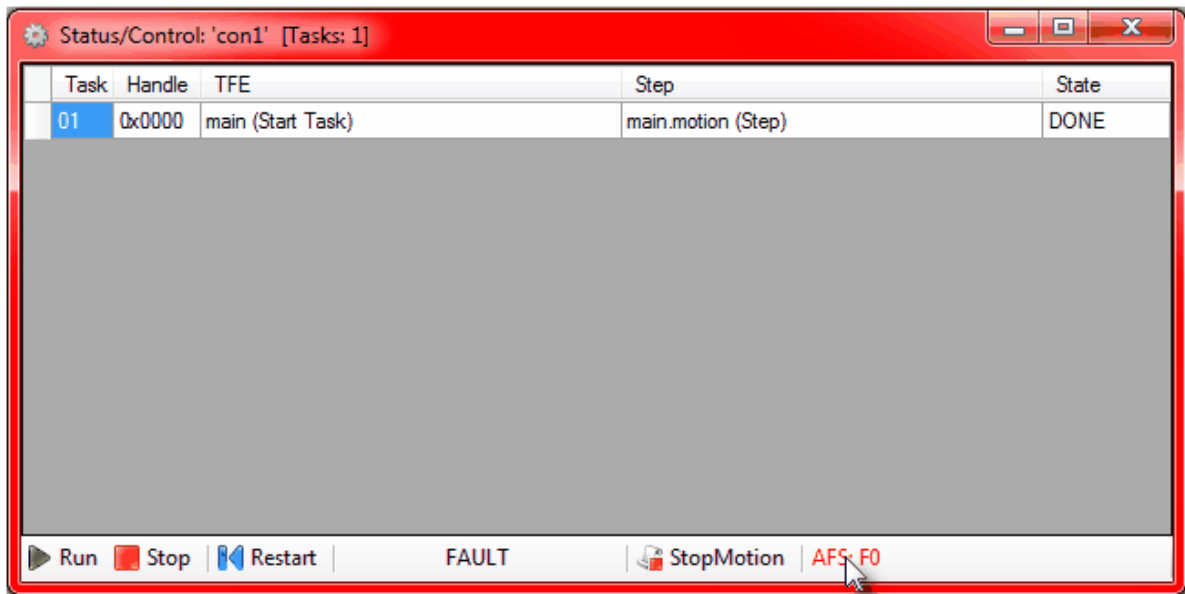 Status/Control: 'con1' [Tasks: 1]
Task Handle TFE Step State
01 0x0000 main (Start Task) main.motion (Step) DONE
Run Stop Restart FAULT StopMotion AFS: F0